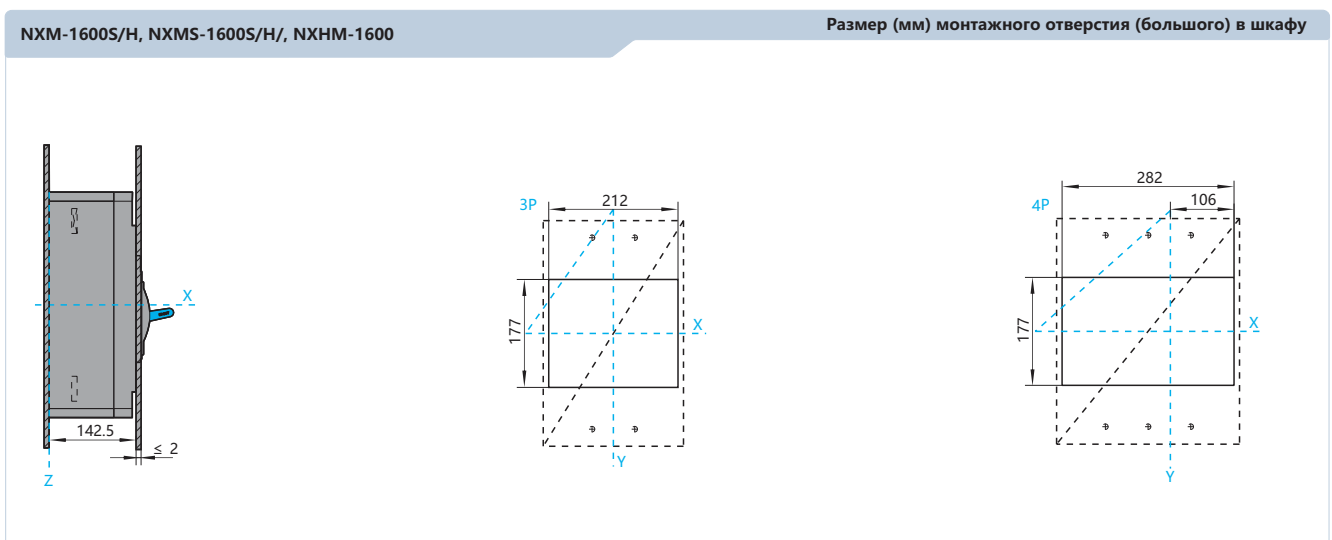 NXM-1600S/H, NXMS-1600S/H/, NXHM-1600
Размер (мм) монтажного отверстия (большого) в шкафу
X
142.5
≤ 2
Z
3P
212
177
X
Y
4P
282
106
177
X
Y